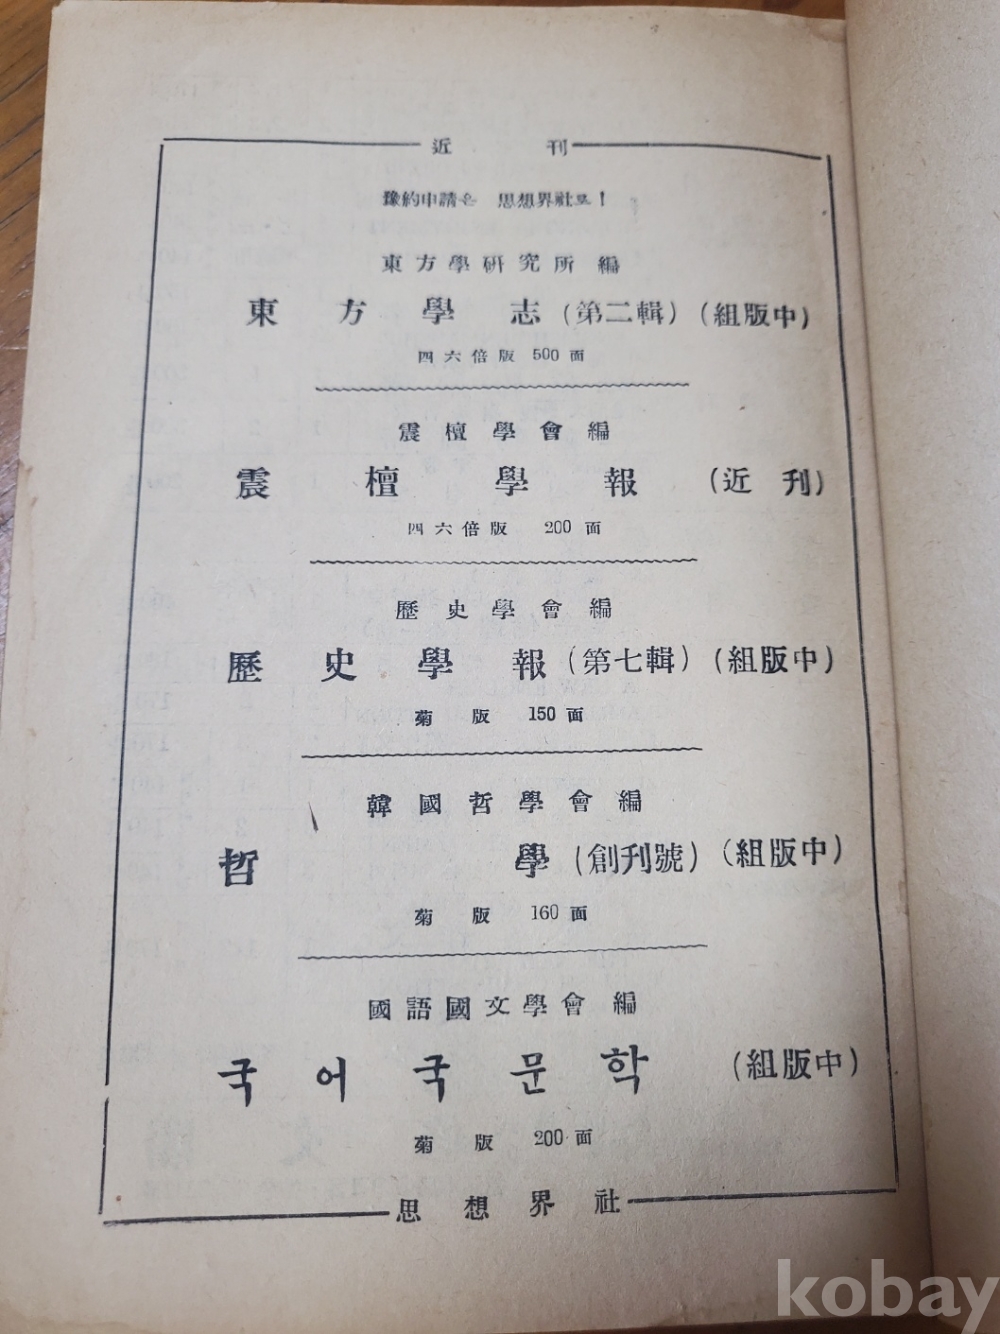 近刊
豫約申請은 思想界社로!
東方學研究所編
東方學志(第二輯)(組版中)
四六倍版 500面
震檀學會編
震檀學報 (近刊)
四六倍版 200面
歷史學會編
歷史學報(第七輯)(組版中)
菊版 150面
韓國哲學會編
哲學(創刊號)(組版中)
菊版 160面
國語國文學會編
국어국문학 (組版中)
菊版 200面
思想界社
kobay